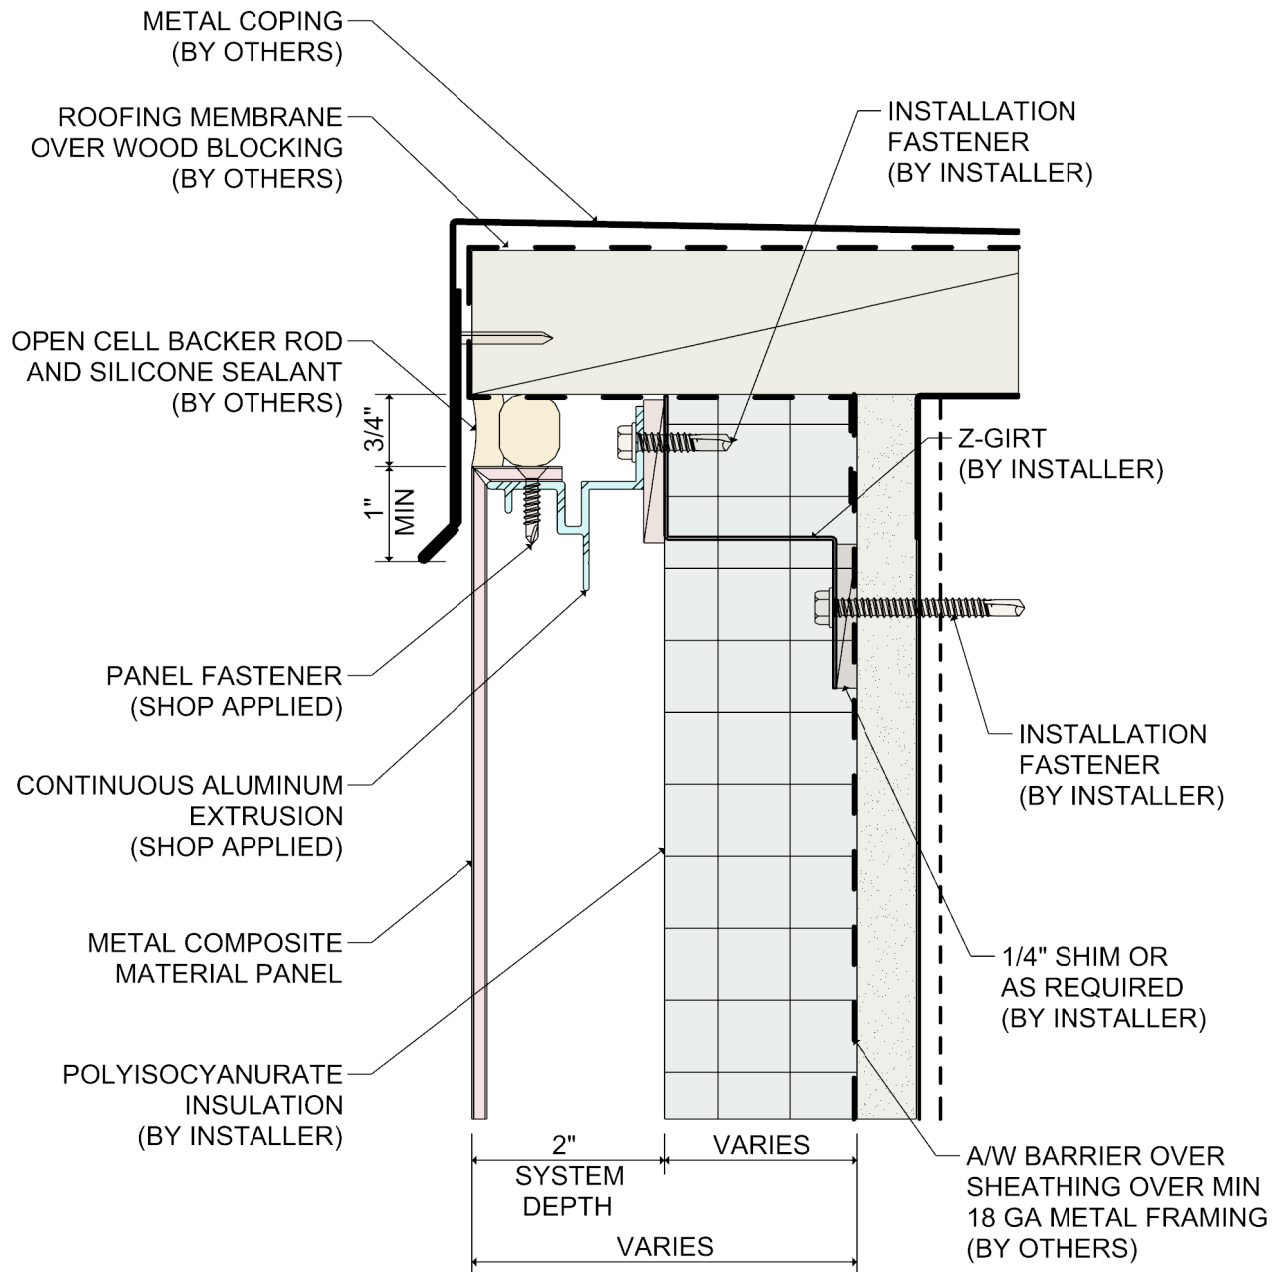 METAL COPING
(BY OTHERS)
ROOFING MEMBRANE
OVER WOOD BLOCKING
(BY OTHERS)
INSTALLATION
FASTENER
(BY INSTALLER)
OPEN CELL BACKER ROD
AND SILICONE SEALANT
(BY OTHERS)
3/4"
1"
MIN
Z-GIRT
(BY INSTALLER)
PANEL FASTENER
(SHOP APPLIED)
INSTALLATION
FASTENER
(BY INSTALLER)
CONTINUOUS ALUMINUM
EXTRUSION
(SHOP APPLIED)
METAL COMPOSITE
MATERIAL PANEL
1/4" SHIM OR
AS REQUIRED
(BY INSTALLER)
POLYISOCYANURATE
INSULATION
(BY INSTALLER)
2"
SYSTEM
DEPTH
VARIES
A/W BARRIER OVER
SHEATHING OVER MIN
18 GA METAL FRAMING
(BY OTHERS)
VARIES